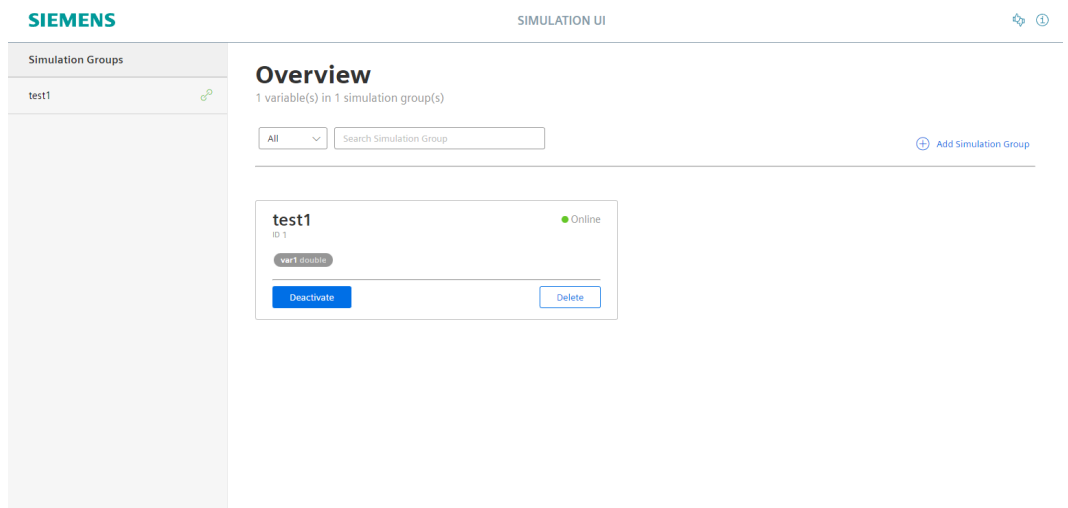 SIEMENS
SIMULATION UI
Simulation Groups
test1
Overview
1 variable(s) in 1 simulation group(s)
All
Search Simulation Group
Add Simulation Group
test1
Online
ID 1
var1 double
Deactivate
Delete